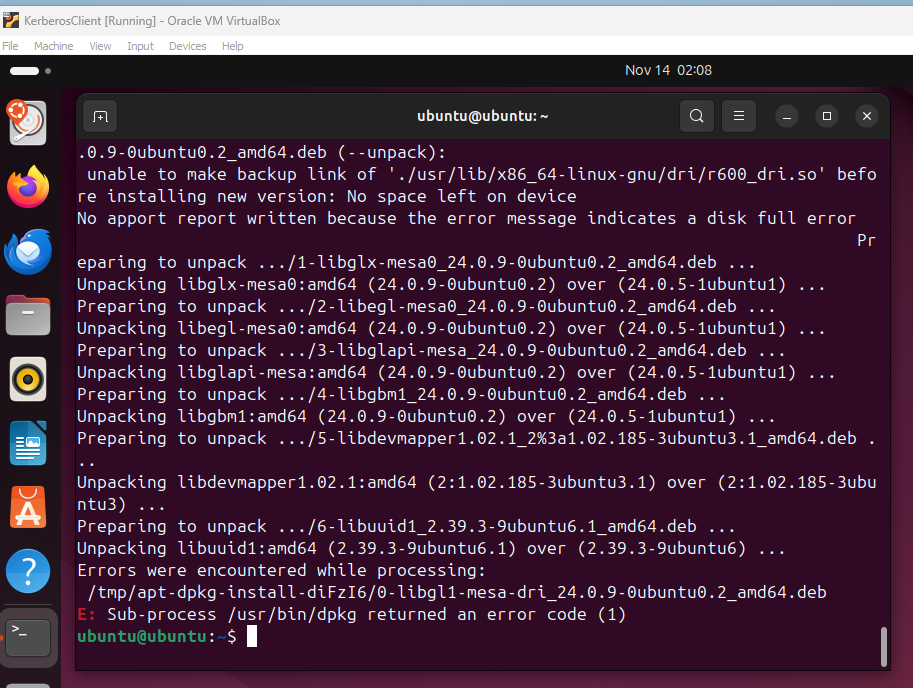 KerberosClient [Running] - Oracle VM VirtualBox
File Machine View Input Devices Help
Nov 14 02:08
ubuntu@ubuntu: ~
.0.9-0ubuntu0.2_amd64.deb (--unpack):
 unable to make backup link of './usr/lib/x86_64-linux-gnu/dri/r600_dri.so' befo
re installing new version: No space left on device
No apport report written because the error message indicates a disk full error
Pr
eparing to unpack .../1-libglx-mesa0_24.0.9-0ubuntu0.2_amd64.deb ...
Unpacking libglx-mesa0:amd64 (24.0.9-0ubuntu0.2) over (24.0.5-1ubuntu1) ...
Preparing to unpack .../2-libegl-mesa0_24.0.9-0ubuntu0.2_amd64.deb ...
Unpacking libegl-mesa0:amd64 (24.0.9-0ubuntu0.2) over (24.0.5-1ubuntu1) ...
Preparing to unpack .../3-libglapi-mesa_24.0.9-0ubuntu0.2_amd64.deb ...
Unpacking libglapi-mesa:amd64 (24.0.9-0ubuntu0.2) over (24.0.5-1ubuntu1) ...
Preparing to unpack .../4-libgbm1_24.0.9-0ubuntu0.2_amd64.deb ...
Unpacking libgbm1:amd64 (24.0.9-0ubuntu0.2) over (24.0.5-1ubuntu1) ...
Preparing to unpack .../5-libdevmapper1.02.1_2%3a1.02.185-3ubuntu3.1_amd64.deb .
..
Unpacking libdevmapper1.02.1:amd64 (2:1.02.185-3ubuntu3.1) over (2:1.02.185-3ubu
ntu3) ...
Preparing to unpack .../6-libuuid1_2.39.3-9ubuntu6.1_amd64.deb ...
Unpacking libuuid1:amd64 (2.39.3-9ubuntu6.1) over (2.39.3-9ubuntu6) ...
Errors were encountered while processing:
 /tmp/apt-dpkg-install-diFzI6/0-libgl1-mesa-dri_24.0.9-0ubuntu0.2_amd64.deb
E: Sub-process /usr/bin/dpkg returned an error code (1)
ubuntu@ubuntu:~$